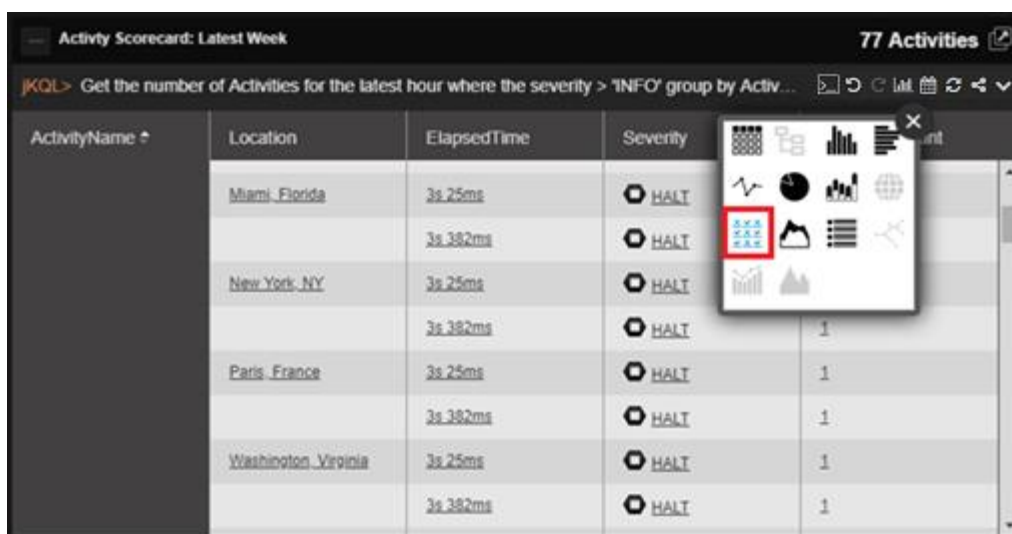 Activty Scorecard: Latest Week 77 Activities
jKQL> Get the number of Activities for the latest hour where the severity > 'INFO' group by Activ...
ActivityName Location ElapsedTime Severity nt
Miami, Florida 3s 25ms HALT
3s 382ms HALT
New York, NY 3s 25ms HALT
3s 382ms HALT 1
Paris, France 3s 25ms HALT 1
3s 382ms HALT 1
Washington, Virginia 3s 25ms HALT 1
3s 382ms HALT 1